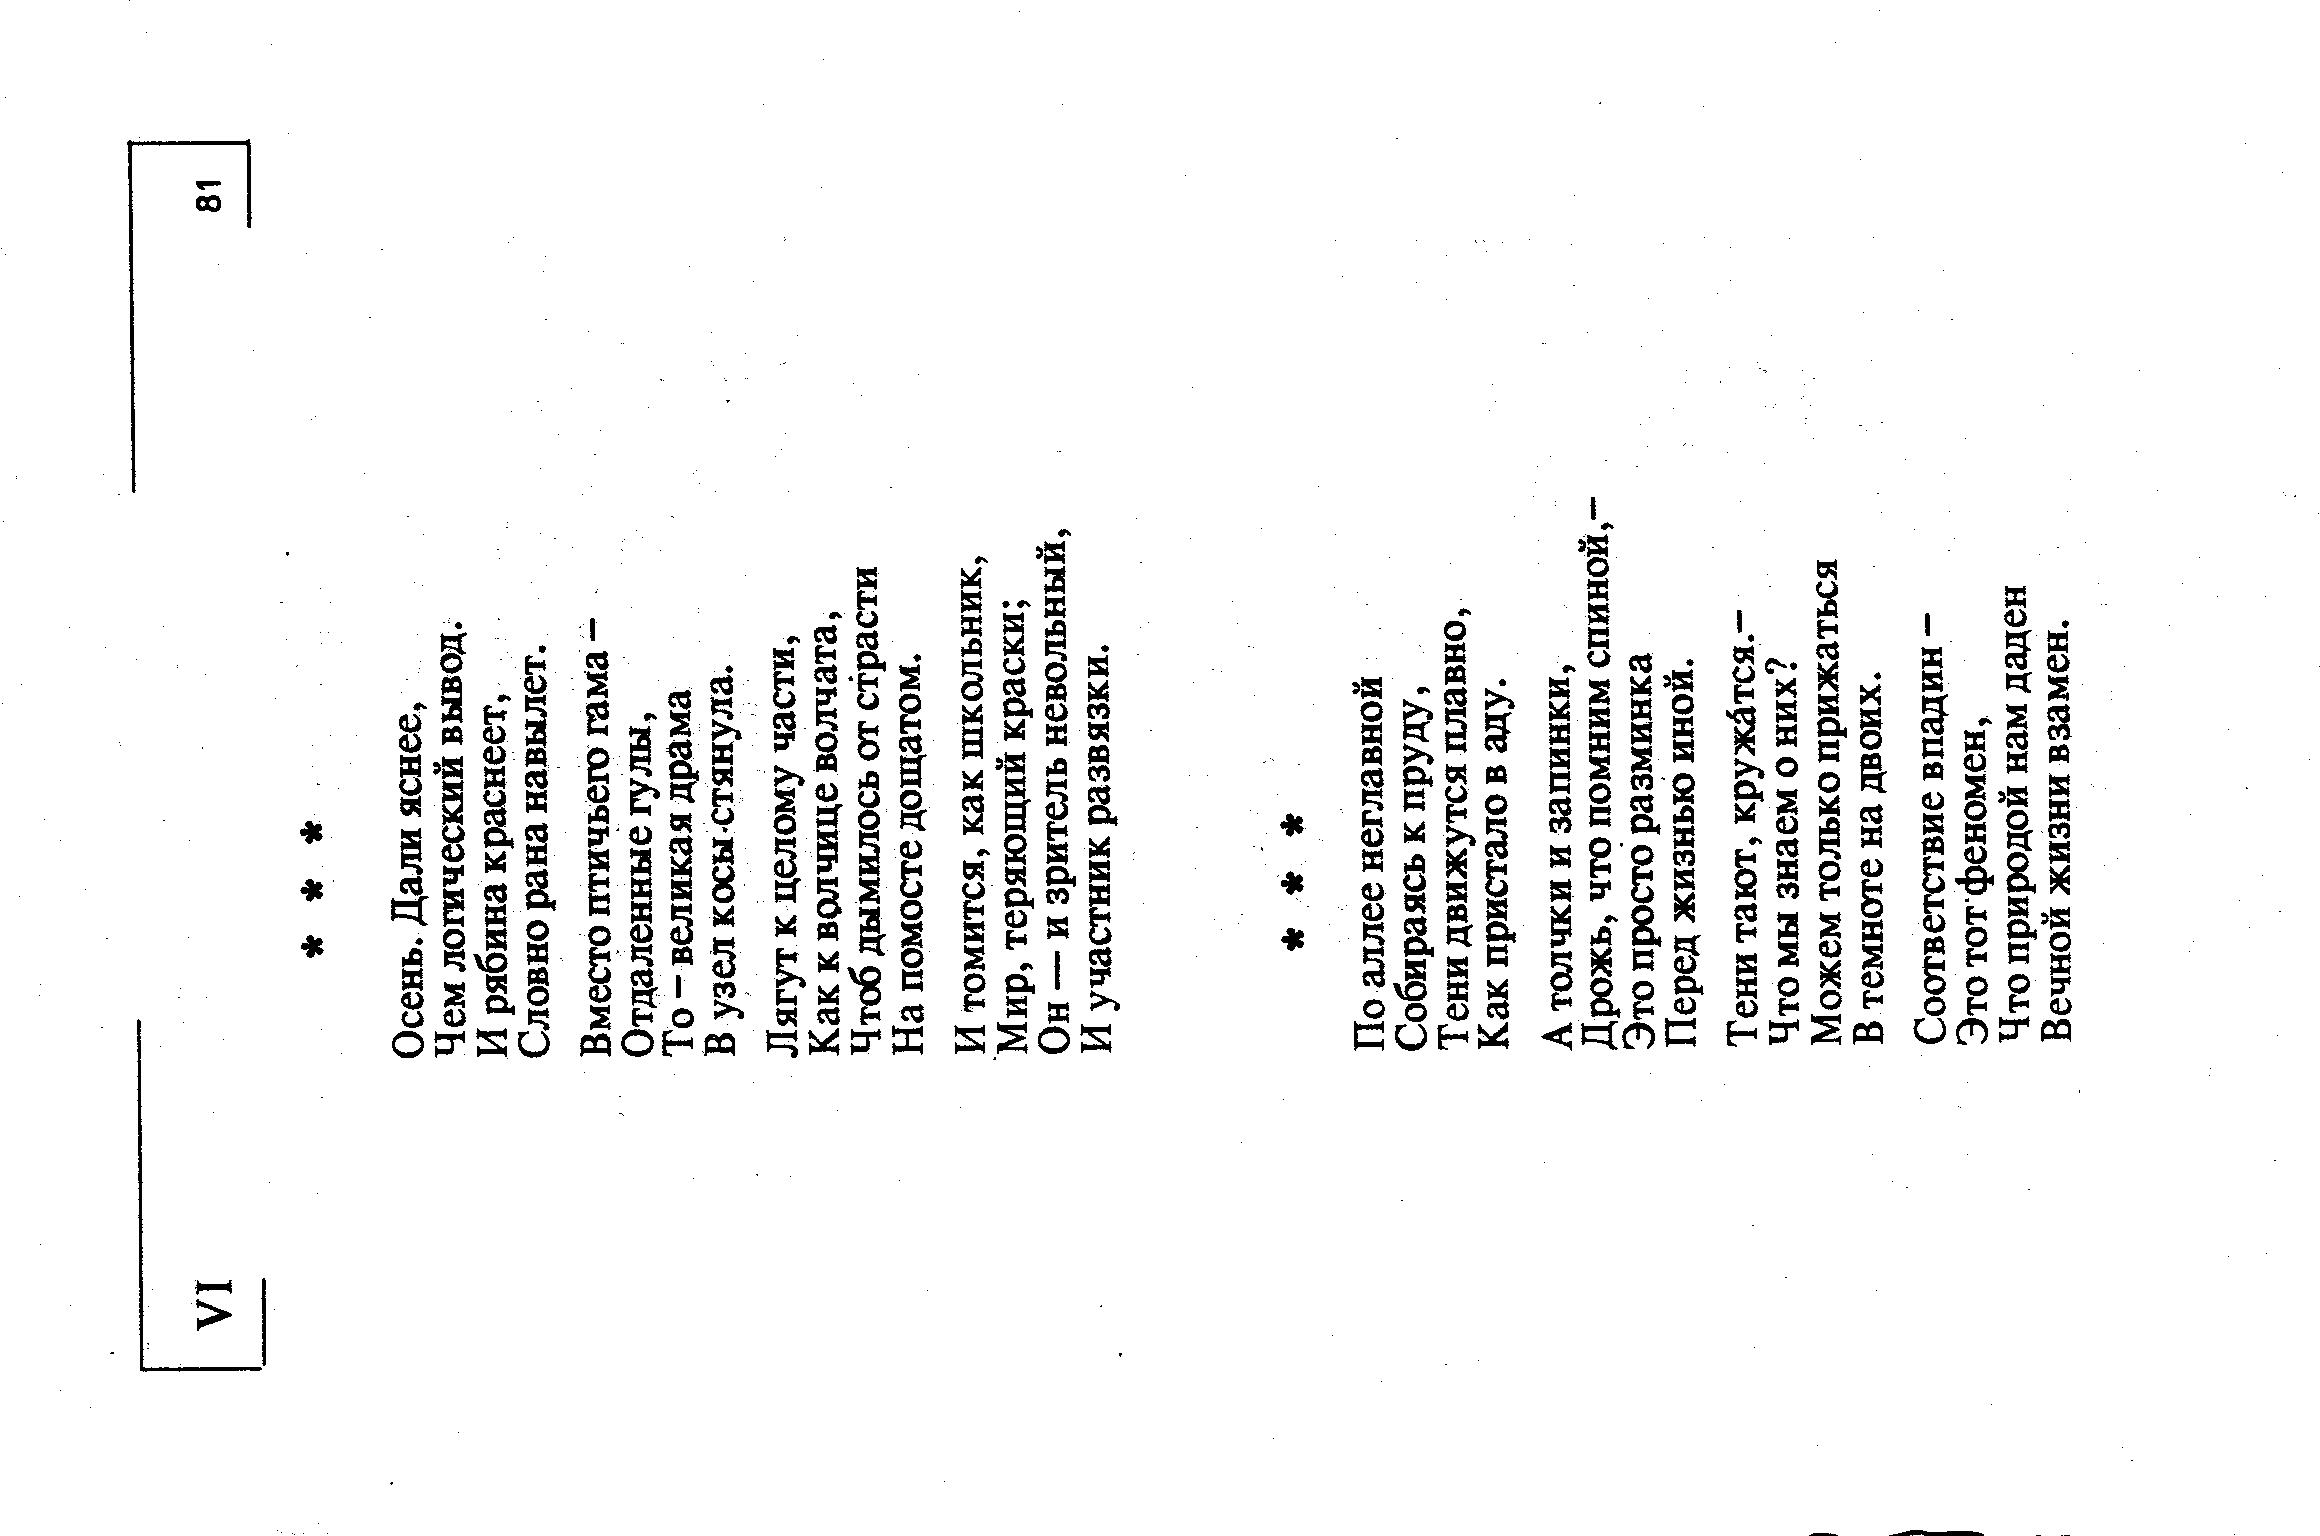 VI
81
* * *
Осень. Дали яснее,
Чем логический вывод.
И рябина краснеет,
Словно рана навылет.
Вместо птичьего гама –
Отдаленные гулы,
То – великая драма
В узел косы стянула.
Лягут к целому части,
Как к волчице волчата,
Чтоб дымилось от страсти
На помосте дощатом.
И томится, как школьник,
Мир, теряющий краски;
Он — и зритель невольный,
И участник развязки.
* * *
По аллее неглавной
Собираясь к пруду,
Тени движутся плавно,
Как пристало в аду.
А толчки и запинки,
Дрожь, что помним спиной,–
Это просто разминка
Перед жизнью иной.
Тени тают, кружáтся.–
Что мы знаем о них?
Можем только прижаться
В темноте на двоих.
Соответствие впадин –
Это тот феномен,
Что природой нам даден
Вечной жизни взамен.